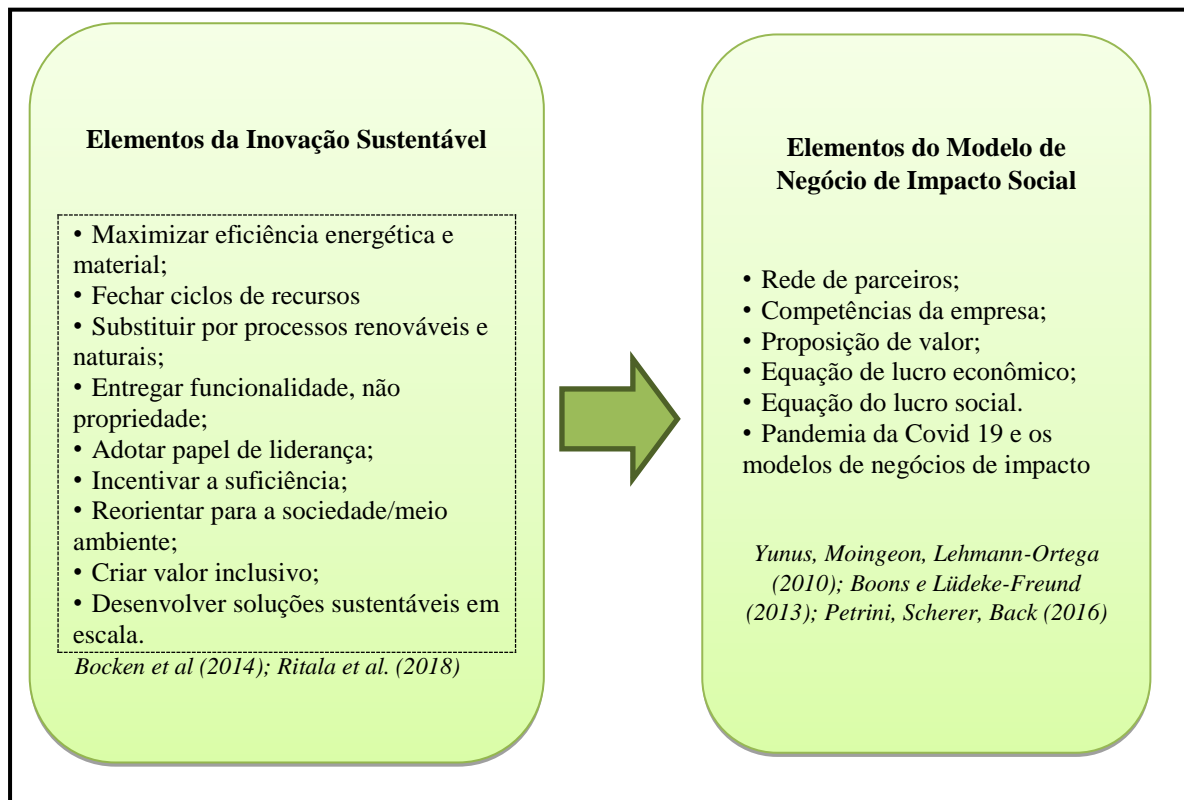 Elementos da Inovação Sustentável
• Maximizar eficiência energética e
material;
• Fechar ciclos de recursos
• Substituir por processos renováveis e
naturais;
• Entregar funcionalidade, não
propriedade;
• Adotar papel de liderança;
• Incentivar a suficiência;
• Reorientar para a sociedade/meio
ambiente;
• Criar valor inclusivo;
• Desenvolver soluções sustentáveis em
escala.
Bocken et al (2014); Ritala et al. (2018)
Elementos do Modelo de
Negócio de Impacto Social
• Rede de parceiros;
• Competências da empresa;
• Proposição de valor;
• Equação de lucro econômico;
• Equação do lucro social.
• Pandemia da Covid 19 e os
modelos de negócios de impacto
Yunus, Moingeon, Lehmann-Ortega
(2010); Boons e Lüdeke-Freund
(2013); Petrini, Scherer, Back (2016)